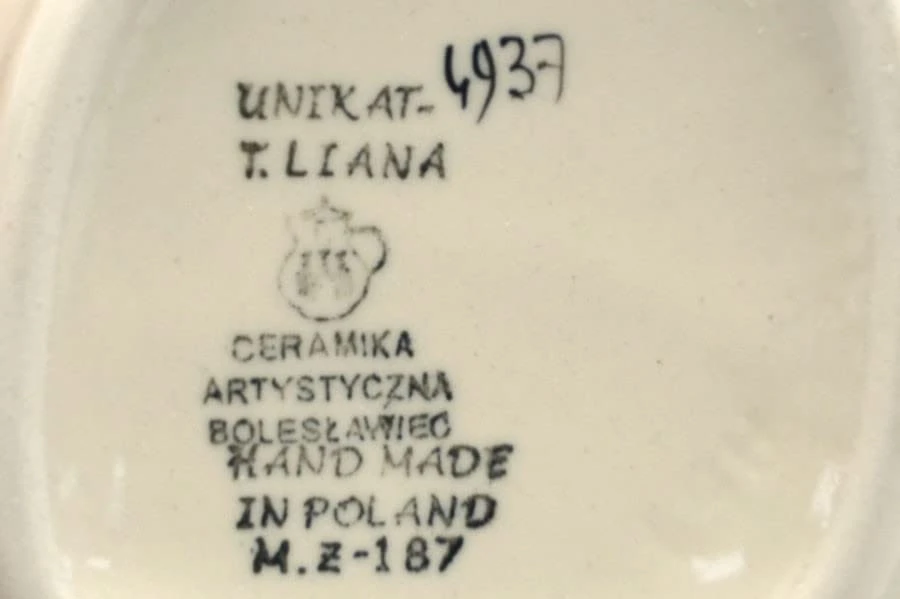 UNIKAT- 4937
T. LIANA
CERAMIKA
ARTYSTYCZNA
BOLESŁAWIEC
HAND MADE
IN POLAND
M.Z-187